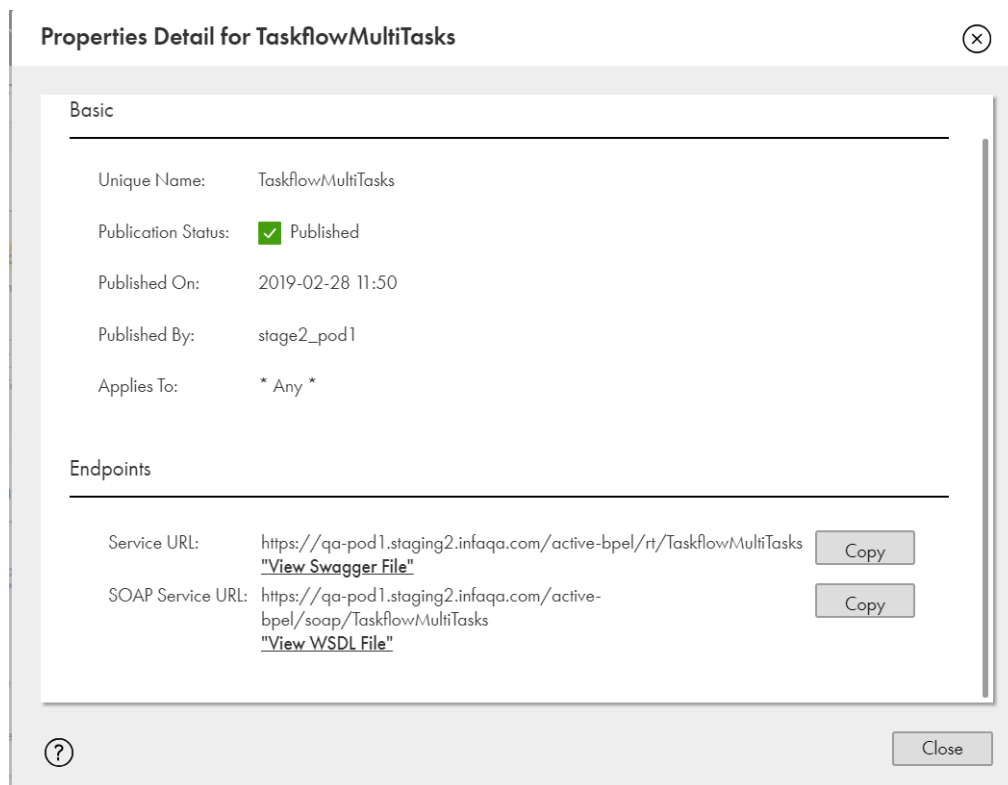 Properties Detail for TaskflowMultiTasks
Basic
Unique Name: TaskflowMultiTasks
Publication Status: Published
Published On: 2019-02-28 11:50
Published By: stage2_pod1
Applies To: * Any *
Endpoints
Service URL: https://qa-pod1.staging2.infaqa.com/active-bpel/rt/TaskflowMultiTasks Copy
"View Swagger File"
SOAP Service URL: https://qa-pod1.staging2.infaqa.com/active- Copy
bpel/soap/TaskflowMultiTasks
"View WSDL File"
? Close